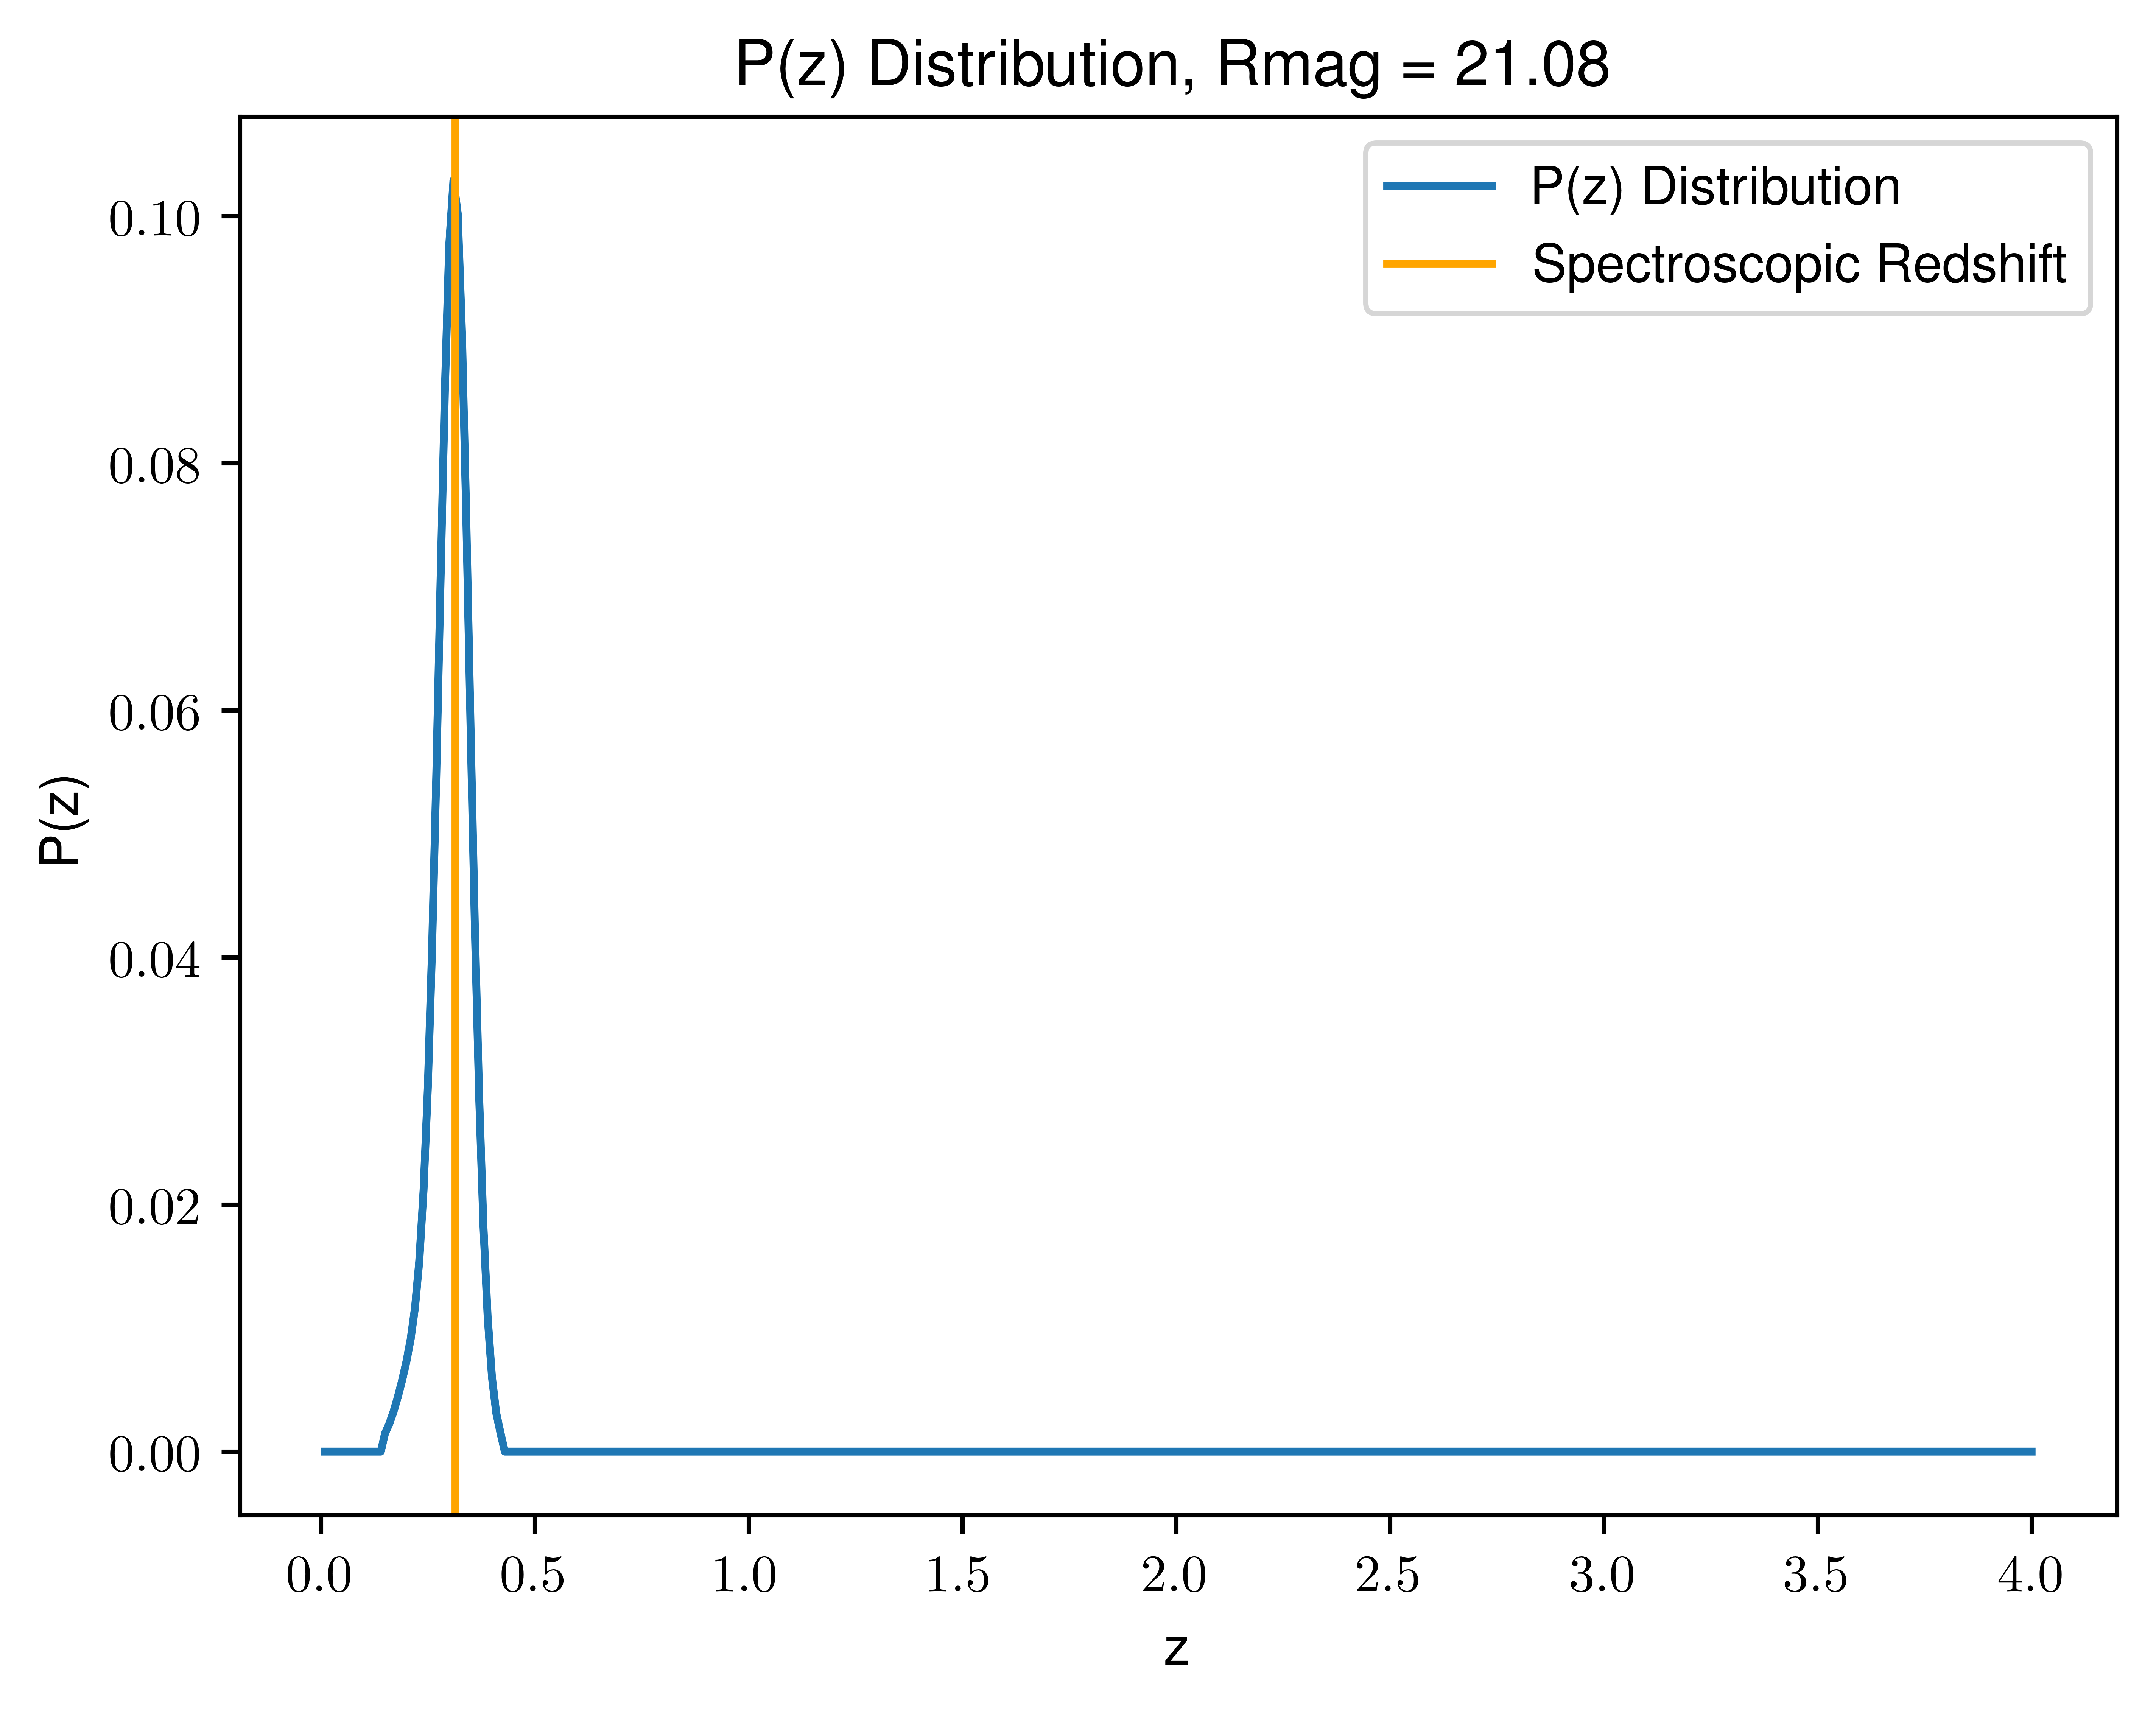 P(z) Distribution, Rmag = 21.08
P(z) Distribution
Spectroscopic Redshift
0.10
0.08
0.06
0.04
0.02
0.00
P(z)
0.0 0.5 1.0 1.5 2.0 2.5 3.0 3.5 4.0
z